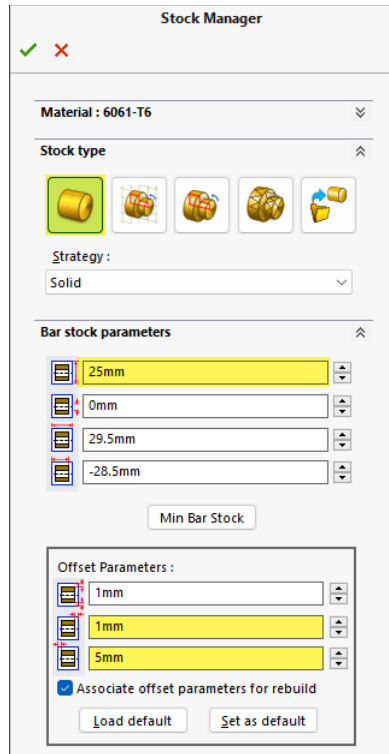 Stock Manager
Material : 6061-T6
Stock type
Strategy :
Solid
Bar stock parameters
25mm
0mm
29.5mm
-28.5mm
Min Bar Stock
Offset Parameters :
1mm
1mm
5mm
Associate offset parameters for rebuild
Load default Set as default